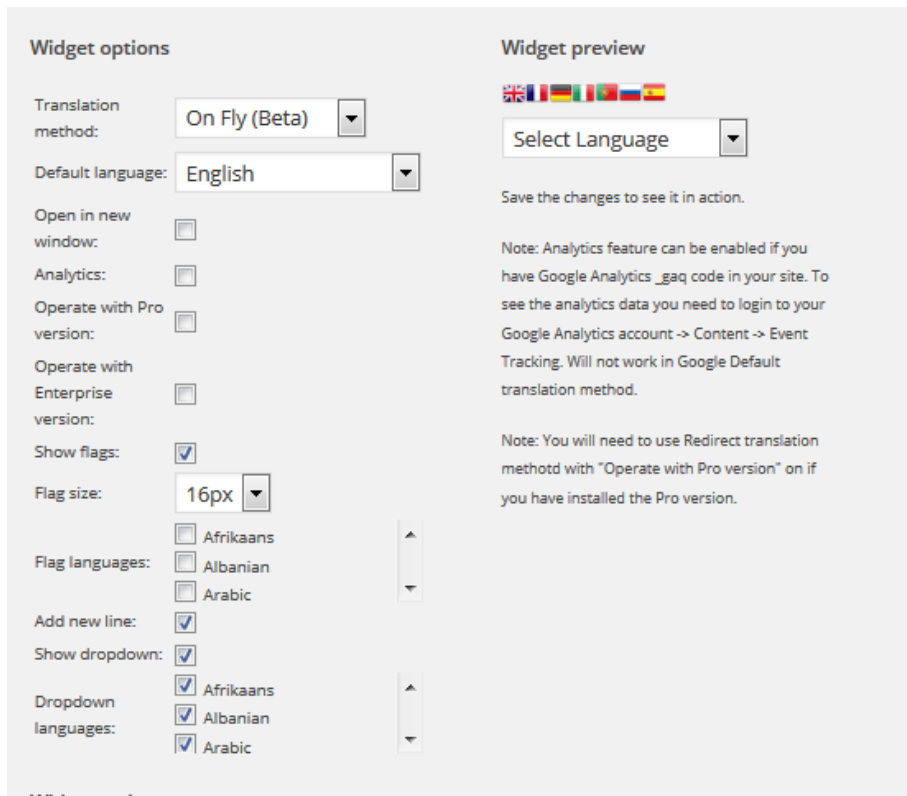 Widget options
Translation
method:
On Fly (Beta)
Default language:
English
Open in new
window:
Analytics:
Operate with Pro
version:
Operate with
Enterprise
version:
Show flags:
Flag size:
16px
Flag languages:
Afrikaans
Albanian
Arabic
Add new line:
Show dropdown:
Dropdown
languages:
Afrikaans
Albanian
Arabic
Widget preview
Select Language
Save the changes to see it in action.
Note: Analytics feature can be enabled if you
have Google Analytics _gaq code in your site. To
see the analytics data you need to login to your
Google Analytics account -> Content -> Event
Tracking. Will not work in Google Default
translation method.
Note: You will need to use Redirect translation
methotd with "Operate with Pro version" on if
you have installed the Pro version.